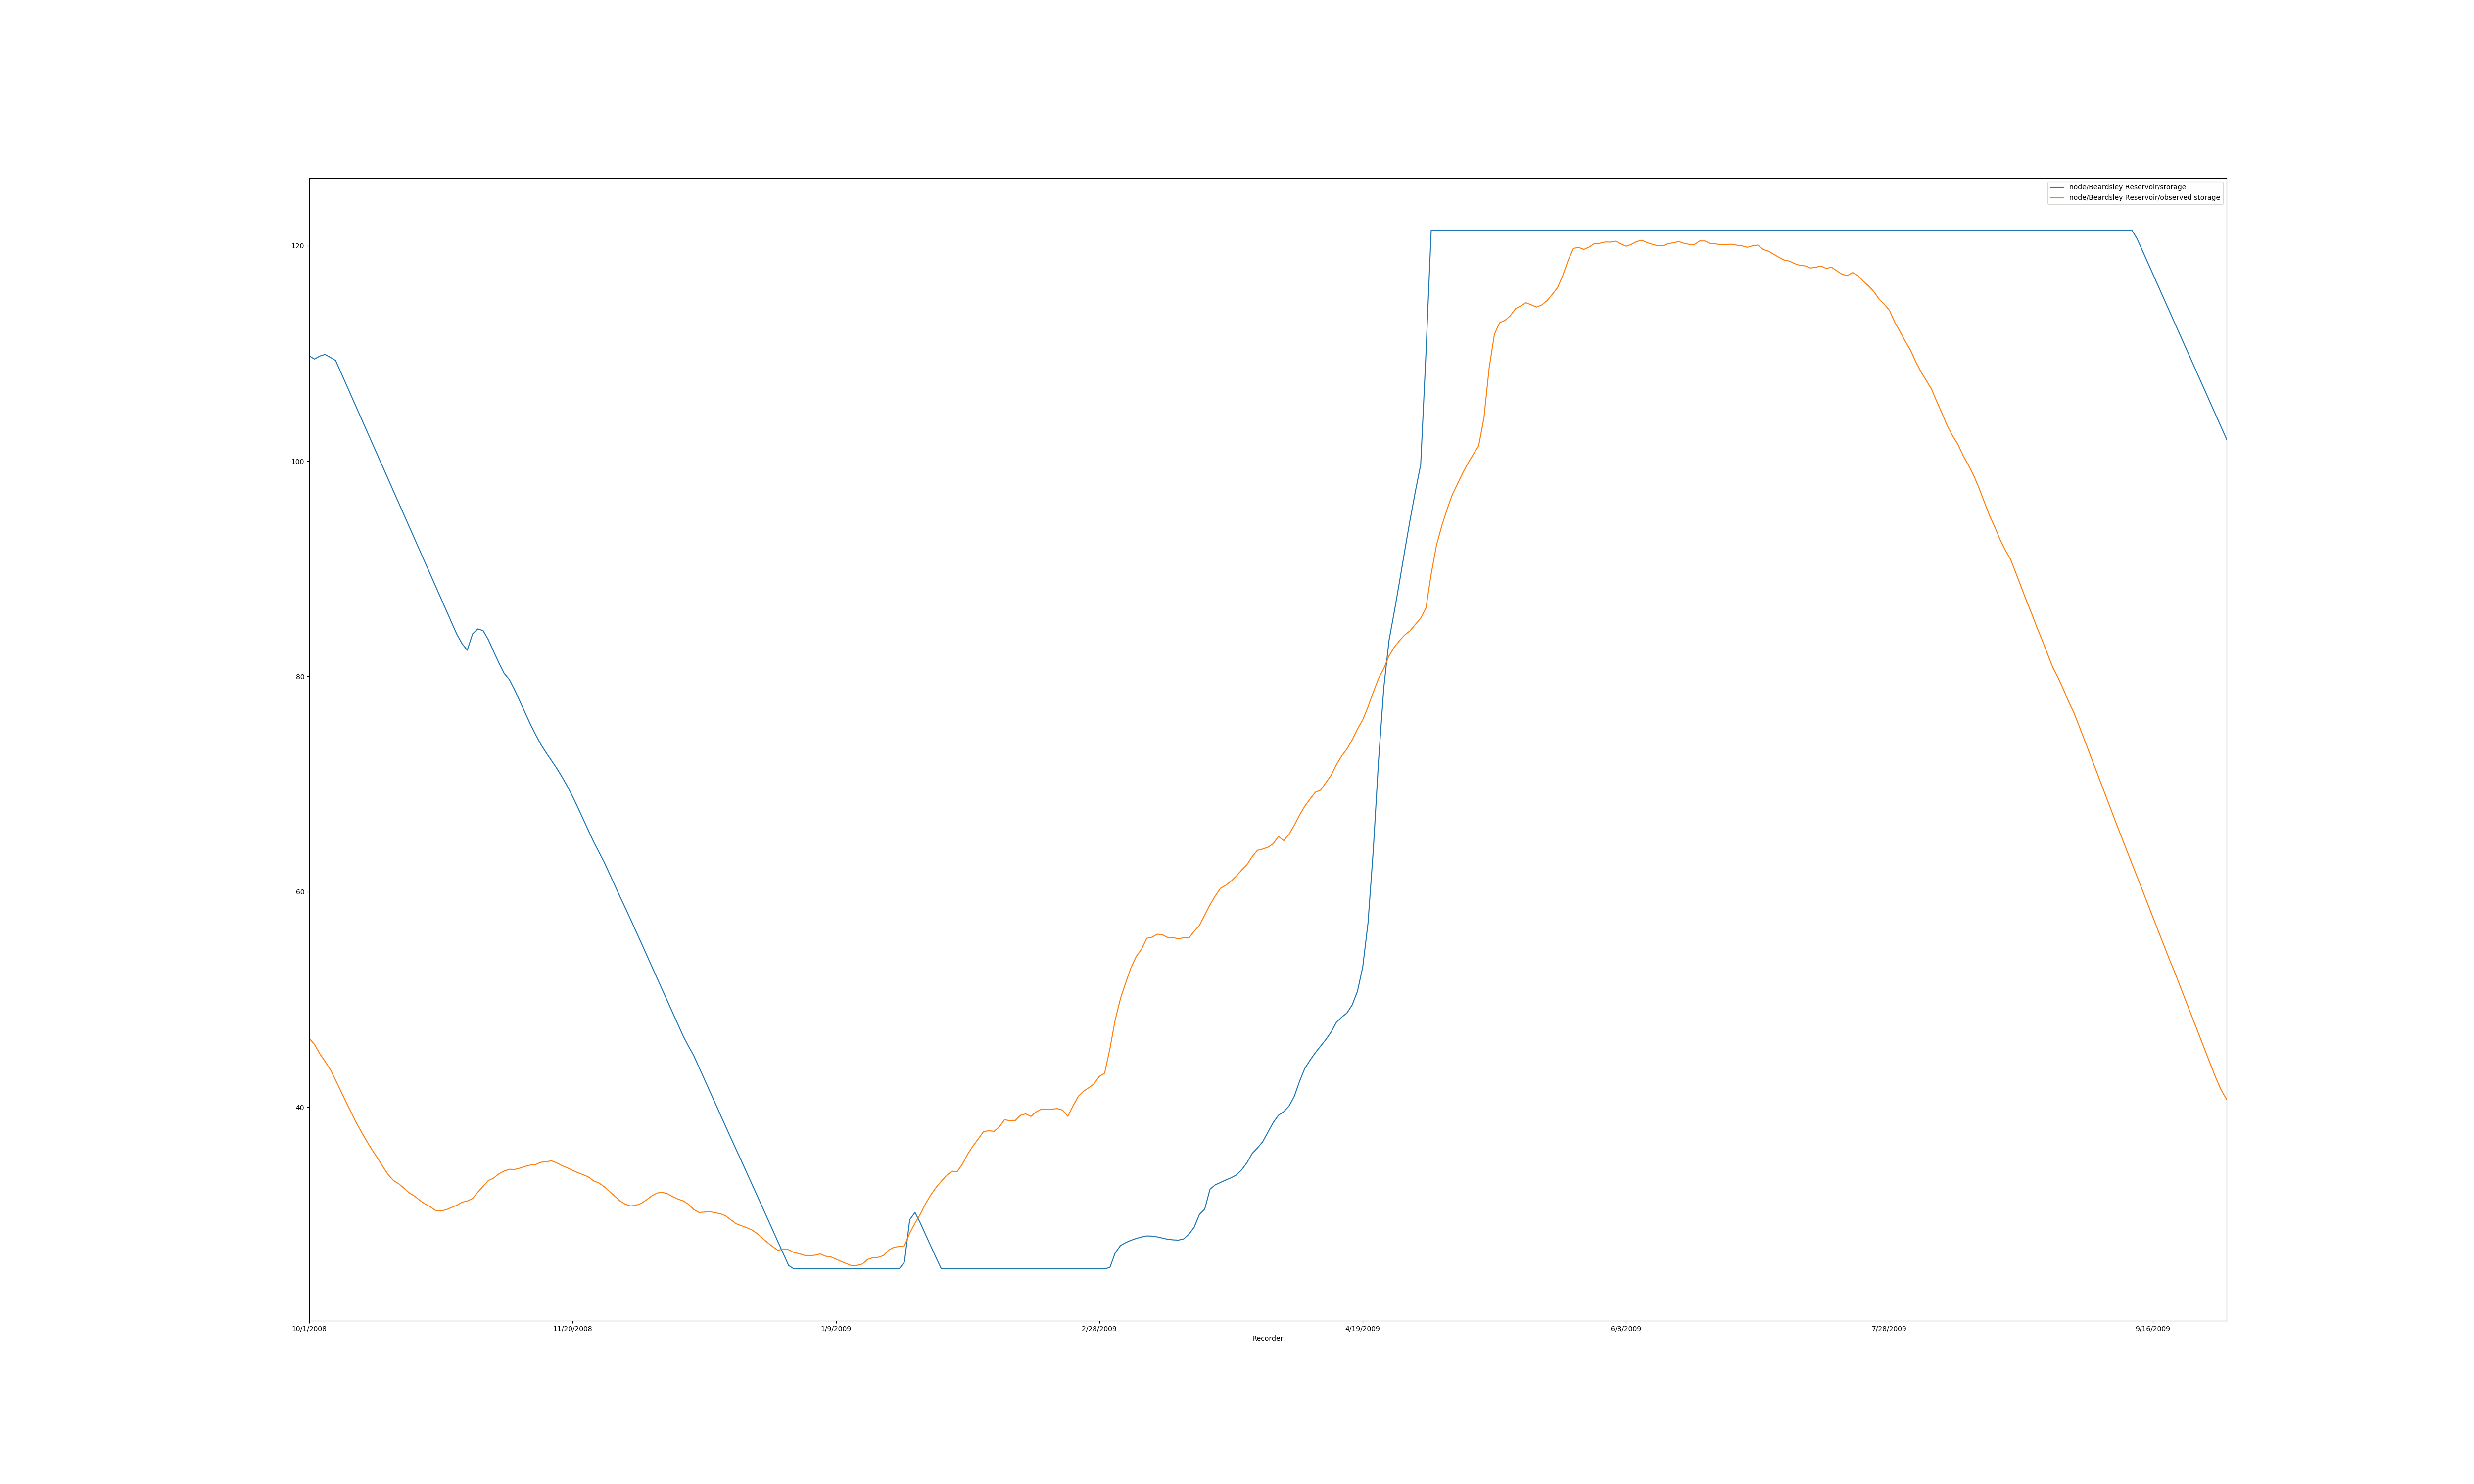 node/Beardsley Reservoir/storage
node/Beardsley Reservoir/observed storage
120
100
80
60
40
10/1/2008 11/20/2008 1/9/2009 2/28/2009 4/19/2009 6/8/2009 7/28/2009 9/16/2009
Recorder